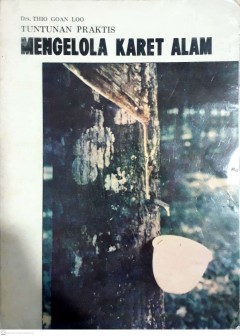 Drs. THIO GOAN LOO
TUNTUNAN PRAKTIS
MENGELOLA KARET ALAM